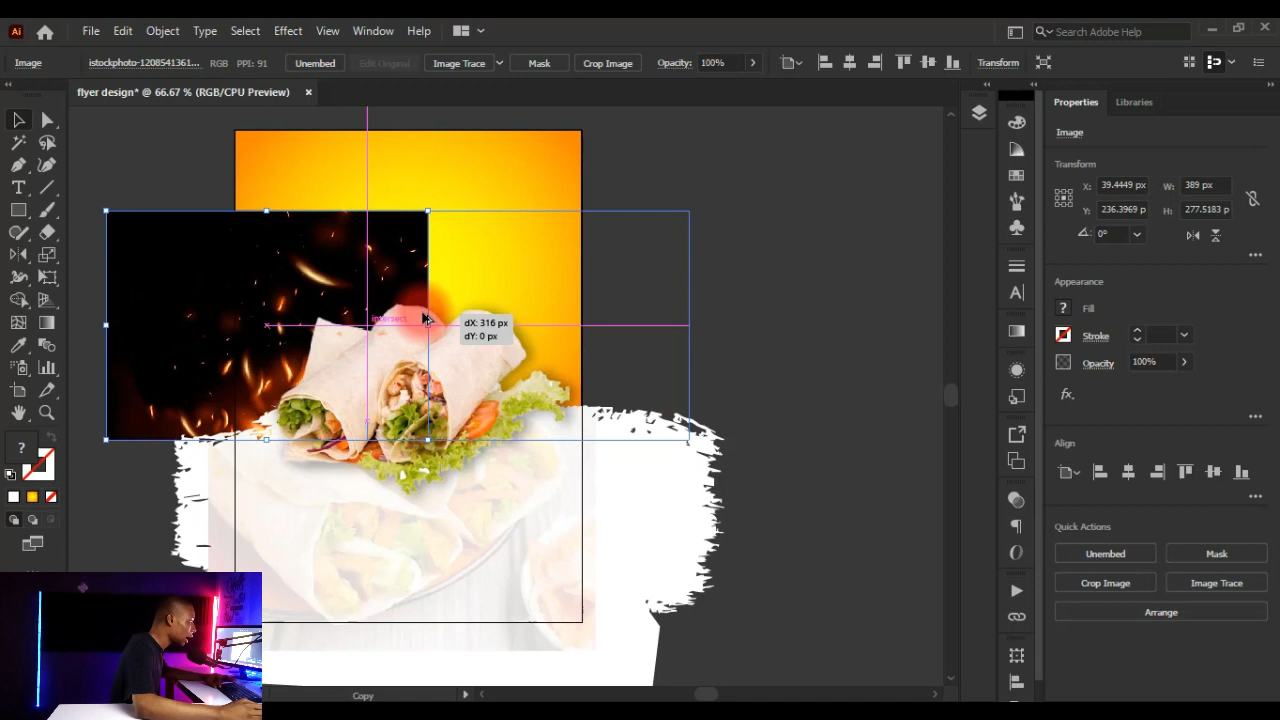 Ai File Edit Object Type Select Effect View Window Help Search Adobe Help
Image istockphoto-1208541361... RGB PPI: 91 Unembed Edit Original Image Trace Mask Crop Image Opacity: 100% Transform
flyer design* @ 66.67 % (RGB/CPU Preview) ×
Properties Libraries
Image
Transform
X: 39.4449 px W: 389 px
Y: 236.3969 p H: 277.5183 p
0°
Appearance
? Fill
Stroke
Opacity 100%
fx.
Align
Quick Actions
Unembed Mask
Crop Image Image Trace
Arrange
intersect
dX: 316 px
dY: 0 px
?
Copy